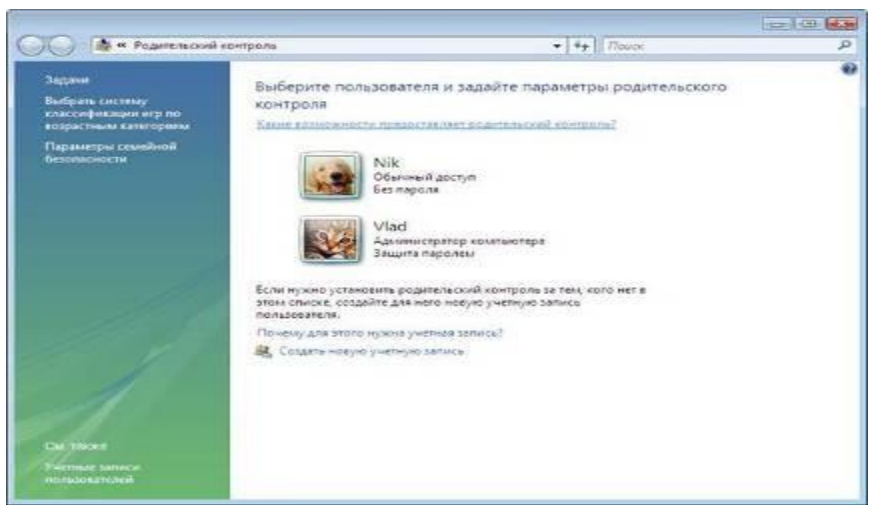 « Родительский контроль
Поиск
Задачи
Выбрать систему
классификации игр по
возрастным категориям
Параметры семейной
безопасности
Выберите пользователя и задайте параметры родительского
контроля
Какие возможности предоставляет родительский контроль?
Nik
Обычный доступ
Без пароля
Vlad
Администратор компьютера
Защита паролем
Если нужно установить родительский контроль за тем, кого нет в
этом списке, создайте для него новую учетную запись
пользователя.
Почему для этого нужна учетная запись?
Создать новую учетную запись
См. также
Учетные записи
пользователей